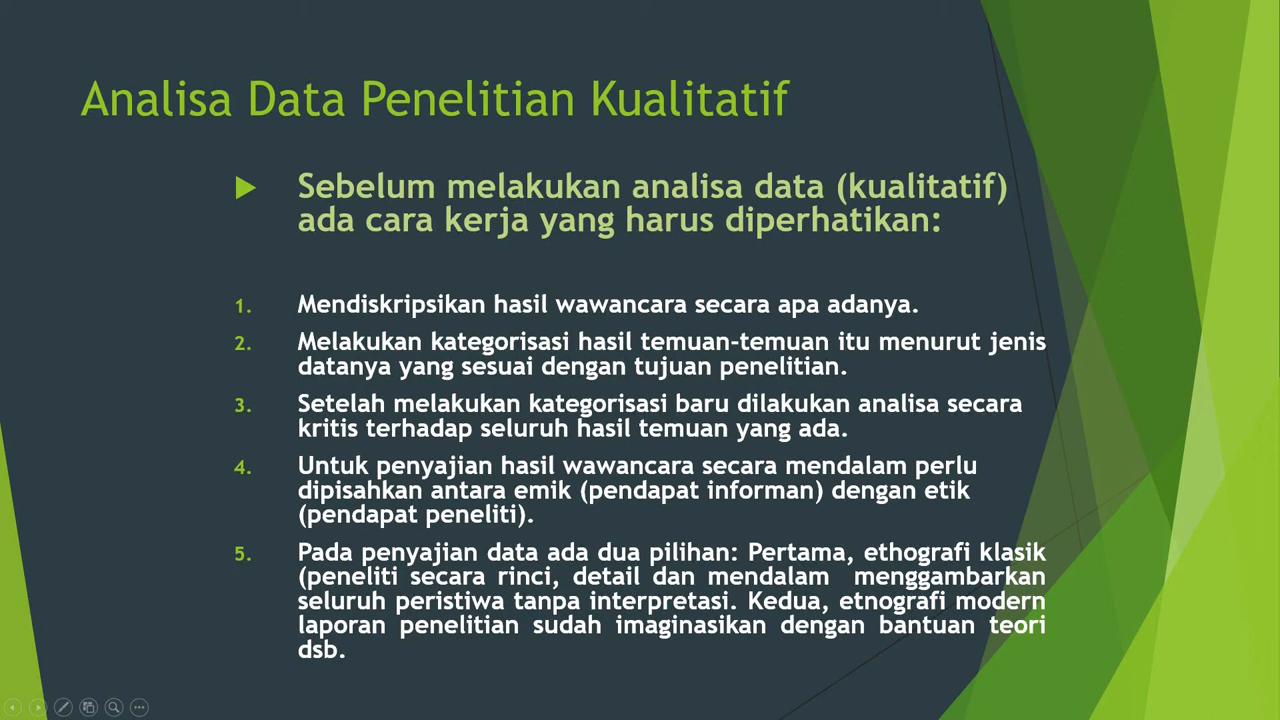 Analisa Data Penelitian Kualitatif
Sebelum melakukan analisa data (kualitatif)
ada cara kerja yang harus diperhatikan:
1. Mendiskripsikan hasil wawancara secara apa adanya.
2. Melakukan kategorisasi hasil temuan-temuan itu menurut jenis
datanya yang sesuai dengan tujuan penelitian.
3. Setelah melakukan kategorisasi baru dilakukan analisa secara
kritis terhadap seluruh hasil temuan yang ada.
4. Untuk penyajian hasil wawancara secara mendalam perlu
dipisahkan antara emik (pendapat informan) dengan etik
(pendapat peneliti).
5. Pada penyajian data ada dua pilihan: Pertama, ethografi klasik
(peneliti secara rinci, detail dan mendalam menggambarkan
seluruh peristiwa tanpa interpretasi. Kedua, etnografi modern
laporan penelitian sudah imaginasikan dengan bantuan teori
dsb.